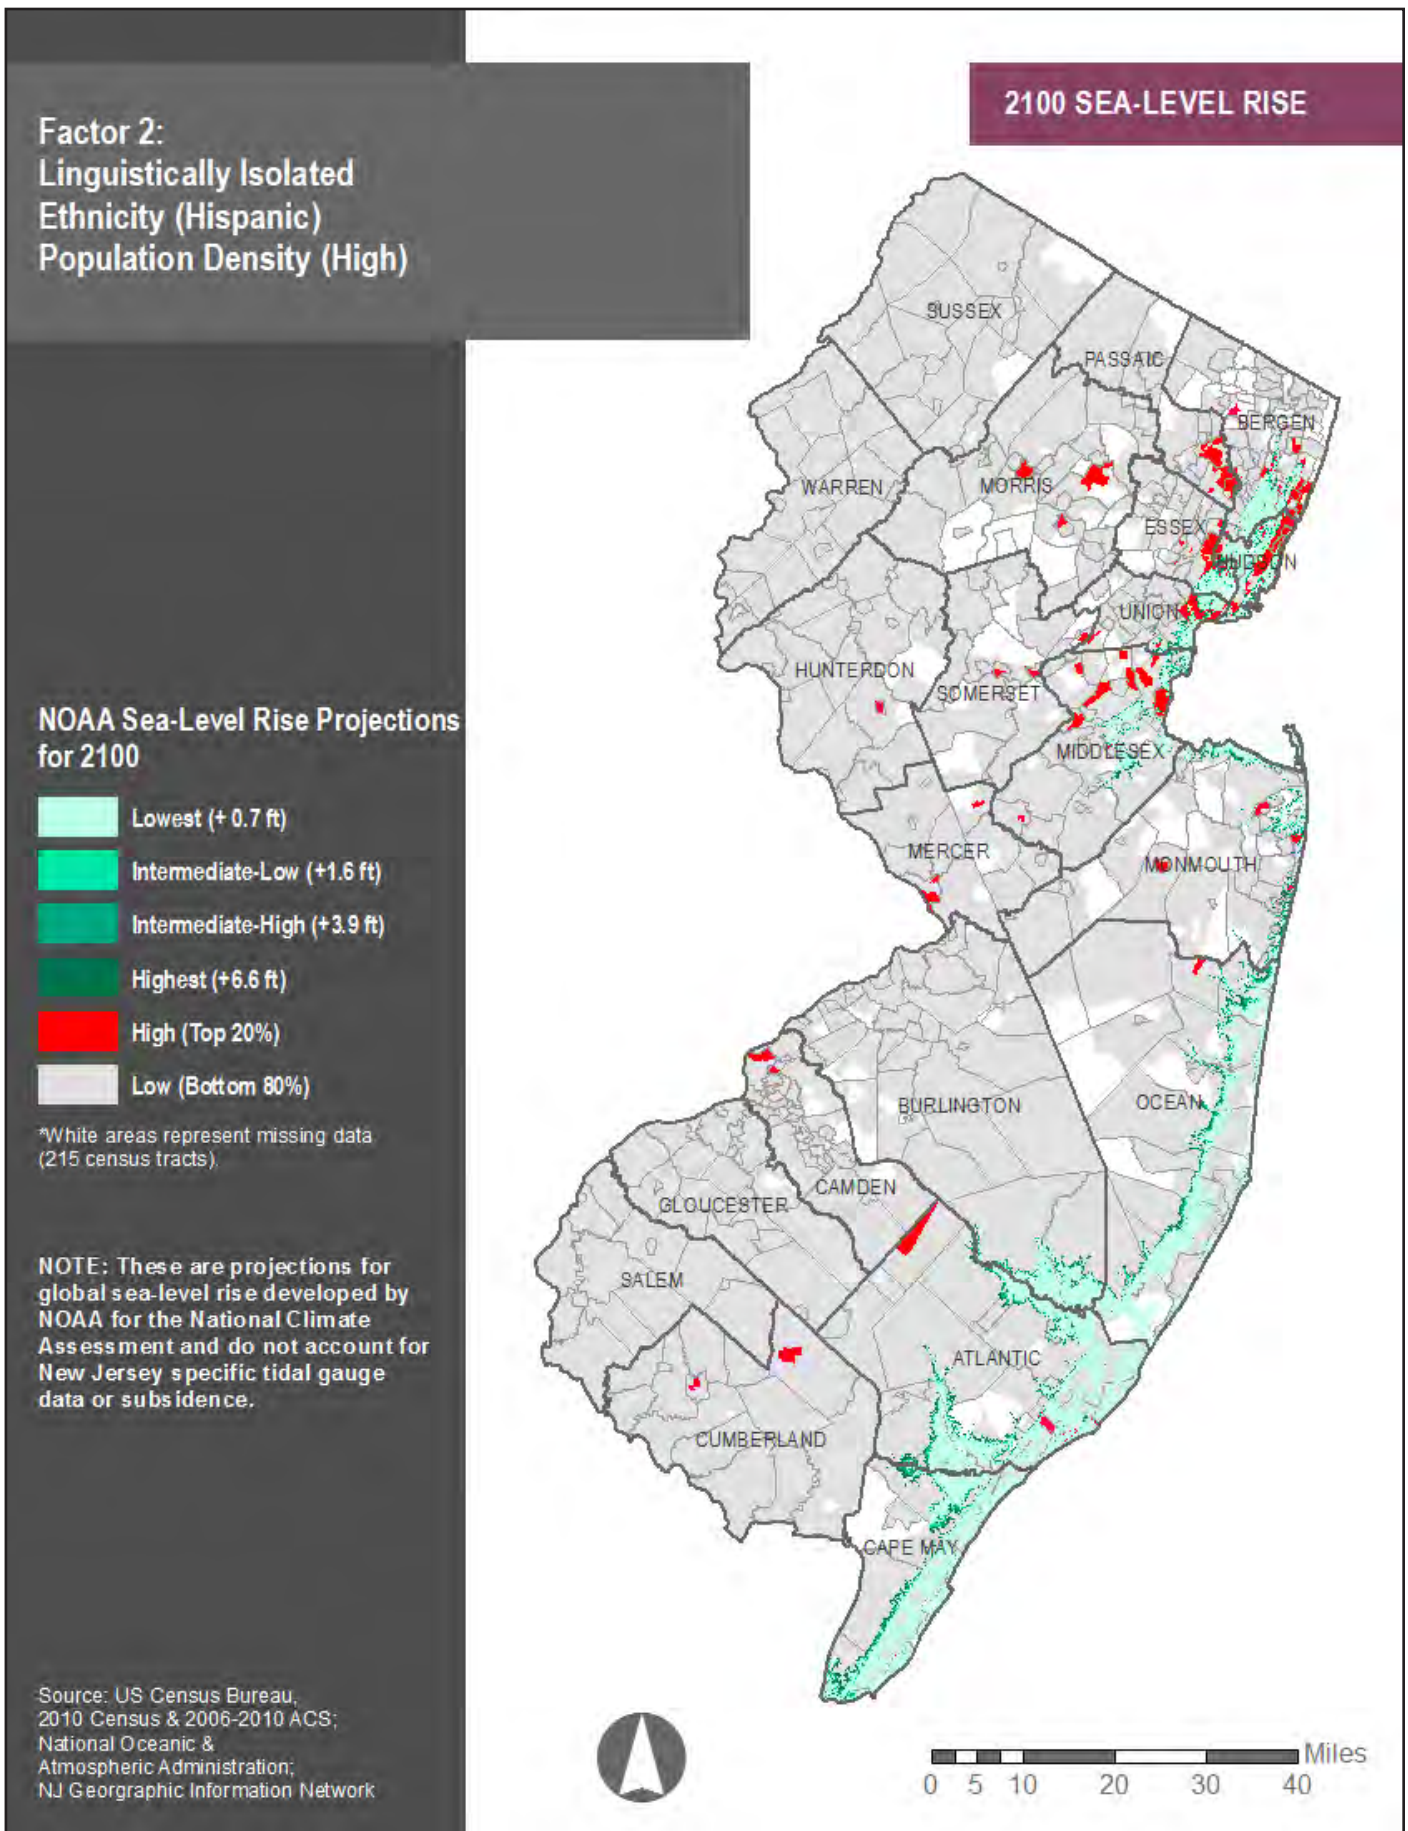 Factor 2:
Linguistically Isolated
Ethnicity (Hispanic)
Population Density (High)
2100 SEA-LEVEL RISE
SUSSEX
PASSAIC
BERGEN
WARREN
MORRIS
ESSEX
HUDSON
UNION
HUNTERDON
SOMERSET
MIDDLESEX
MERCER
MONMOUTH
OCEAN
BURLINGTON
CAMDEN
GLOUCESTER
SALEM
ATLANTIC
CUMBERLAND
CAPE MAY
NOAA Sea-Level Rise Projections
for 2100
Lowest (+ 0.7 ft)
Intermediate-Low (+1.6 ft)
Intermediate-High (+3.9 ft)
Highest (+6.6 ft)
High (Top 20%)
Low (Bottom 80%)
*White areas represent missing data
(215 census tracts).
NOTE: These are projections for
global sea-level rise developed by
NOAA for the National Climate
Assessment and do not account for
New Jersey specific tidal gauge
data or subsidence.
Source: US Census Bureau,
2010 Census & 2006-2010 ACS;
National Oceanic &
Atmospheric Administration;
NJ Georgraphic Information Network
Miles
0 5 10 20 30 40